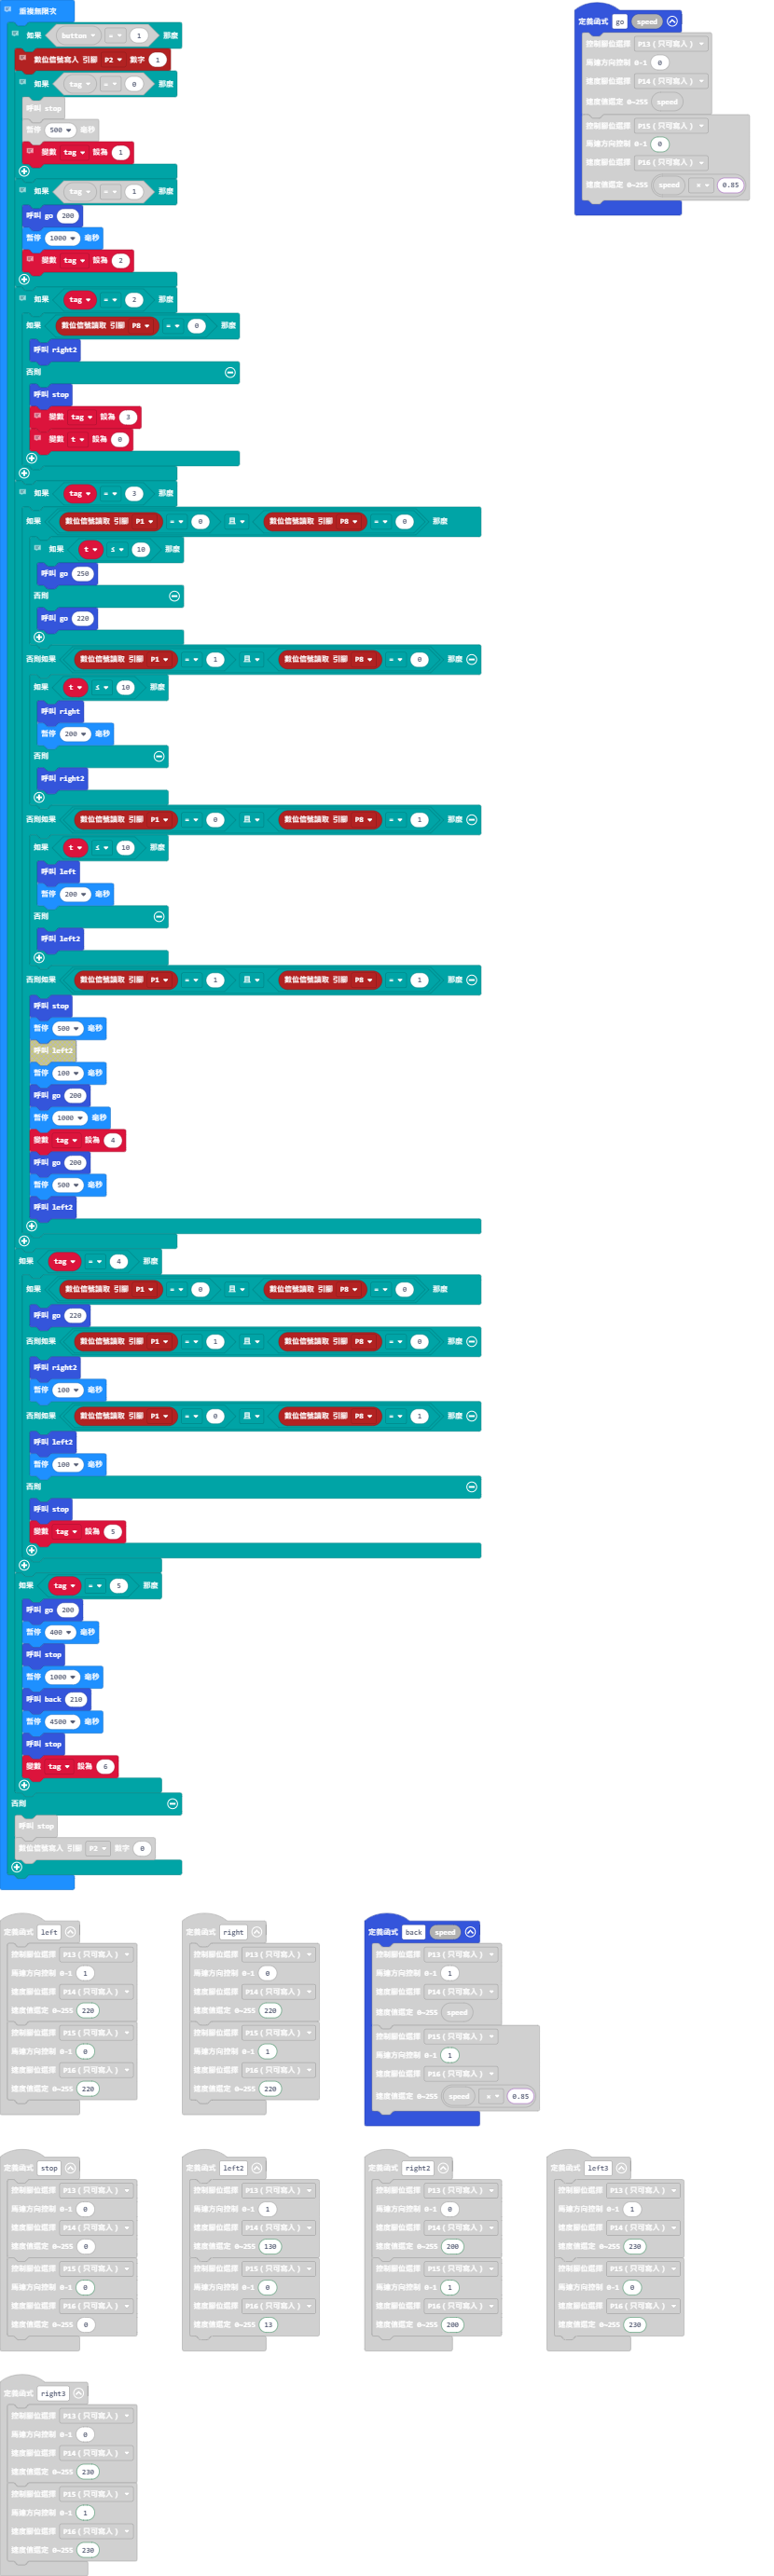 重複無限次
如果 button = 1 那麼
數位信號寫入 引腳 P2 數字 1
如果 tag = 0 那麼
呼叫 stop
暫停 500 毫秒
變數 tag 設為 1
如果 tag = 1 那麼
呼叫 go 200
暫停 1000 毫秒
變數 tag 設為 2
如果 tag = 2 那麼
如果 數位信號讀取 引腳 P8 = 0 那麼
呼叫 right2
否則
呼叫 stop
變數 tag 設為 3
變數 t 設為 0
如果 tag = 3 那麼
如果 數位信號讀取 引腳 P1 = 0 且 數位信號讀取 引腳 P8 = 0 那麼
如果 t ≤ 10 那麼
呼叫 go 250
否則
呼叫 go 220
否則如果 數位信號讀取 引腳 P1 = 1 且 數位信號讀取 引腳 P8 = 0 那麼
如果 t ≤ 10 那麼
呼叫 right
暫停 200 毫秒
否則
呼叫 right2
否則如果 數位信號讀取 引腳 P1 = 0 且 數位信號讀取 引腳 P8 = 1 那麼
如果 t ≤ 10 那麼
呼叫 left
暫停 200 毫秒
否則
呼叫 left2
否則如果 數位信號讀取 引腳 P1 = 1 且 數位信號讀取 引腳 P8 = 1 那麼
呼叫 stop
暫停 500 毫秒
呼叫 left2
暫停 100 毫秒
呼叫 go 200
暫停 1000 毫秒
變數 tag 設為 4
呼叫 go 200
暫停 500 毫秒
呼叫 left2
如果 tag = 4 那麼
如果 數位信號讀取 引腳 P1 = 0 且 數位信號讀取 引腳 P8 = 0 那麼
呼叫 go 220
否則如果 數位信號讀取 引腳 P1 = 1 且 數位信號讀取 引腳 P8 = 0 那麼
呼叫 right2
暫停 100 毫秒
否則如果 數位信號讀取 引腳 P1 = 0 且 數位信號讀取 引腳 P8 = 1 那麼
呼叫 left2
暫停 100 毫秒
否則
呼叫 stop
變數 tag 設為 5
如果 tag = 5 那麼
呼叫 go 200
暫停 400 毫秒
呼叫 stop
暫停 1000 毫秒
呼叫 back 210
暫停 4500 毫秒
呼叫 stop
變數 tag 設為 6
否則
呼叫 stop
數位信號寫入 引腳 P2 數字 0
定義函式 go speed
控制腳位選擇 P13 ( 只可寫入 )
馬達方向控制 0-1 0
速度腳位選擇 P14 ( 只可寫入 )
速度值設定 0~255 speed
控制腳位選擇 P15 ( 只可寫入 )
馬達方向控制 0-1 0
速度腳位選擇 P16 ( 只可寫入 )
速度值設定 0~255 speed × 0.85
定義函式 left
控制腳位選擇 P13 ( 只可寫入 )
馬達方向控制 0-1 1
速度腳位選擇 P14 ( 只可寫入 )
速度值設定 0~255 220
控制腳位選擇 P15 ( 只可寫入 )
馬達方向控制 0-1 0
速度腳位選擇 P16 ( 只可寫入 )
速度值設定 0~255 220
定義函式 right
控制腳位選擇 P13 ( 只可寫入 )
馬達方向控制 0-1 0
速度腳位選擇 P14 ( 只可寫入 )
速度值設定 0~255 220
控制腳位選擇 P15 ( 只可寫入 )
馬達方向控制 0-1 1
速度腳位選擇 P16 ( 只可寫入 )
速度值設定 0~255 220
定義函式 back speed
控制腳位選擇 P13 ( 只可寫入 )
馬達方向控制 0-1 1
速度腳位選擇 P14 ( 只可寫入 )
速度值設定 0~255 speed
控制腳位選擇 P15 ( 只可寫入 )
馬達方向控制 0-1 1
速度腳位選擇 P16 ( 只可寫入 )
速度值設定 0~255 speed × 0.85
定義函式 stop
控制腳位選擇 P13 ( 只可寫入 )
馬達方向控制 0-1 0
速度腳位選擇 P14 ( 只可寫入 )
速度值設定 0~255 0
控制腳位選擇 P15 ( 只可寫入 )
馬達方向控制 0-1 0
速度腳位選擇 P16 ( 只可寫入 )
速度值設定 0~255 0
定義函式 left2
控制腳位選擇 P13 ( 只可寫入 )
馬達方向控制 0-1 1
速度腳位選擇 P14 ( 只可寫入 )
速度值設定 0~255 130
控制腳位選擇 P15 ( 只可寫入 )
馬達方向控制 0-1 0
速度腳位選擇 P16 ( 只可寫入 )
速度值設定 0~255 13
定義函式 right2
控制腳位選擇 P13 ( 只可寫入 )
馬達方向控制 0-1 0
速度腳位選擇 P14 ( 只可寫入 )
速度值設定 0~255 200
控制腳位選擇 P15 ( 只可寫入 )
馬達方向控制 0-1 1
速度腳位選擇 P16 ( 只可寫入 )
速度值設定 0~255 200
定義函式 left3
控制腳位選擇 P13 ( 只可寫入 )
馬達方向控制 0-1 1
速度腳位選擇 P14 ( 只可寫入 )
速度值設定 0~255 230
控制腳位選擇 P15 ( 只可寫入 )
馬達方向控制 0-1 0
速度腳位選擇 P16 ( 只可寫入 )
速度值設定 0~255 230
定義函式 right3
控制腳位選擇 P13 ( 只可寫入 )
馬達方向控制 0-1 0
速度腳位選擇 P14 ( 只可寫入 )
速度值設定 0~255 230
控制腳位選擇 P15 ( 只可寫入 )
馬達方向控制 0-1 1
速度腳位選擇 P16 ( 只可寫入 )
速度值設定 0~255 230